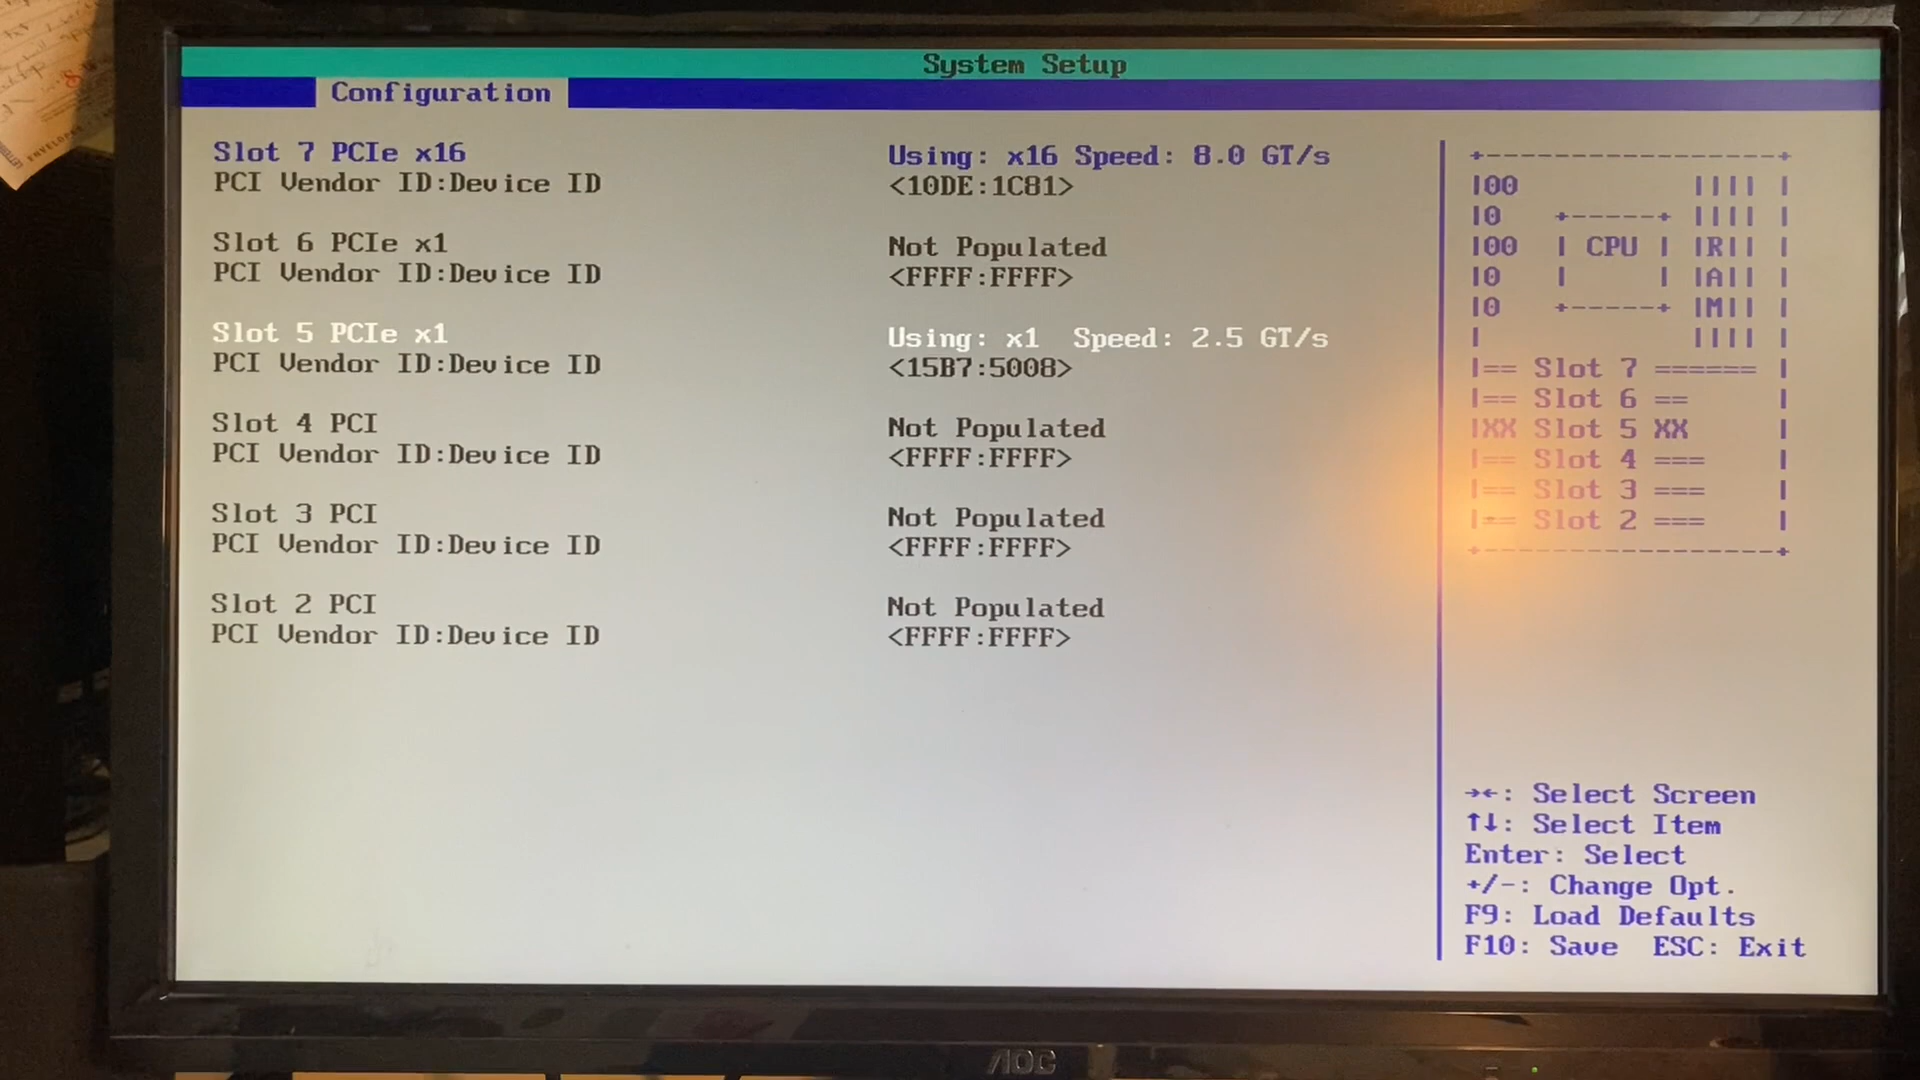 System Setup
Configuration
Slot 7 PCIe x16 Using: x16 Speed: 8.0 GT/s
PCI Vendor ID:Device ID <10DE:1C81>
Slot 6 PCIe x1 Not Populated
PCI Vendor ID:Device ID <FFFF:FFFF>
Slot 5 PCIe x1 Using: x1 Speed: 2.5 GT/s
PCI Vendor ID:Device ID <15B7:5008>
Slot 4 PCI Not Populated
PCI Vendor ID:Device ID <FFFF:FFFF>
Slot 3 PCI Not Populated
PCI Vendor ID:Device ID <FFFF:FFFF>
Slot 2 PCI Not Populated
PCI Vendor ID:Device ID <FFFF:FFFF>
+------------------+
|00 |||| |
|0 +-----+ |||| |
|00 | CPU | |R|| |
|0 | | |A|| |
|0 +-----+ |M|| |
| |||| |
|== Slot 7 ====== |
|== Slot 6 == |
|XX Slot 5 XX |
|== Slot 4 === |
|== Slot 3 === |
|== Slot 2 === |
+------------------+
→←: Select Screen
↑↓: Select Item
Enter: Select
+/-: Change Opt.
F9: Load Defaults
F10: Save ESC: Exit
AOC